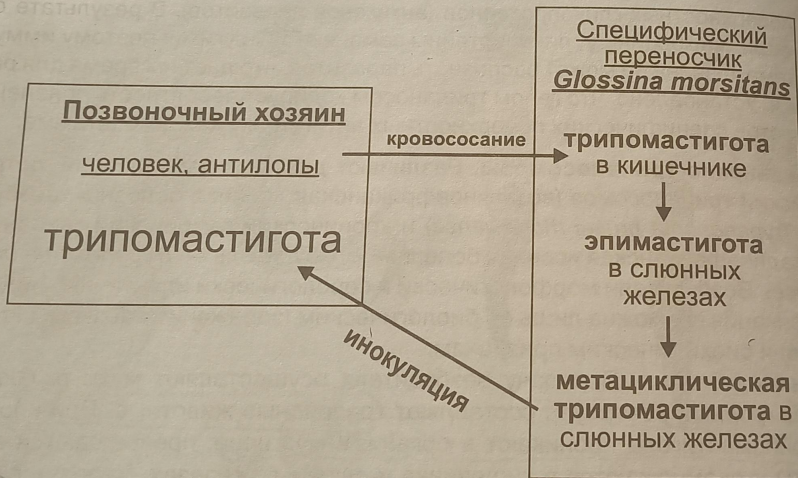 Специфический
переносчик
Glossina morsitans
Позвоночный хозяин
человек, антилопы
трипомастигота
кровососание
трипомастигота
в кишечнике
эпимастигота
в слюнных
железах
метациклическая
трипомастигота в
слюнных железах
инокуляция